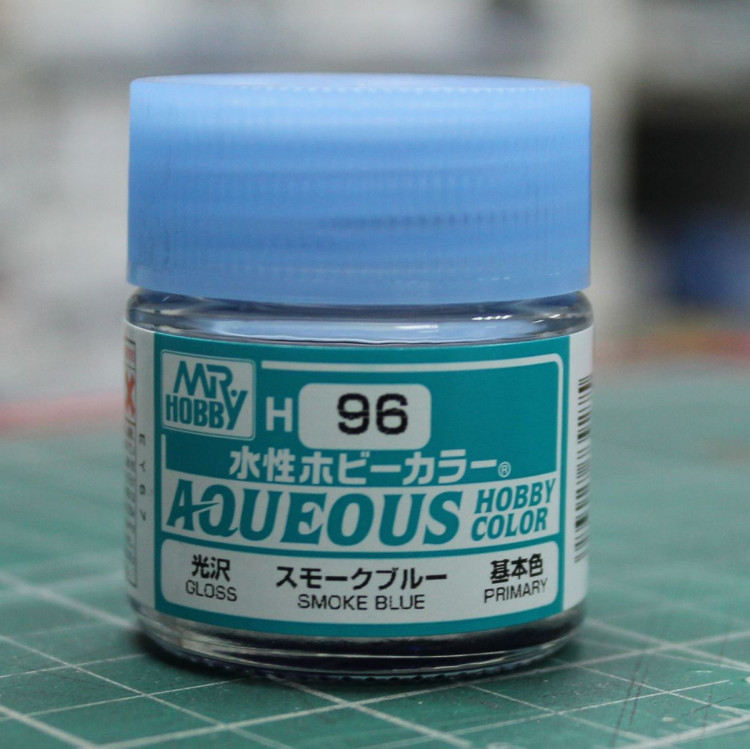 MR.
HOBBY
H 96
水性ホビーカラー®
AQUEOUS HOBBY COLOR
光沢 スモークブルー 基本色
GLOSS SMOKE BLUE PRIMARY